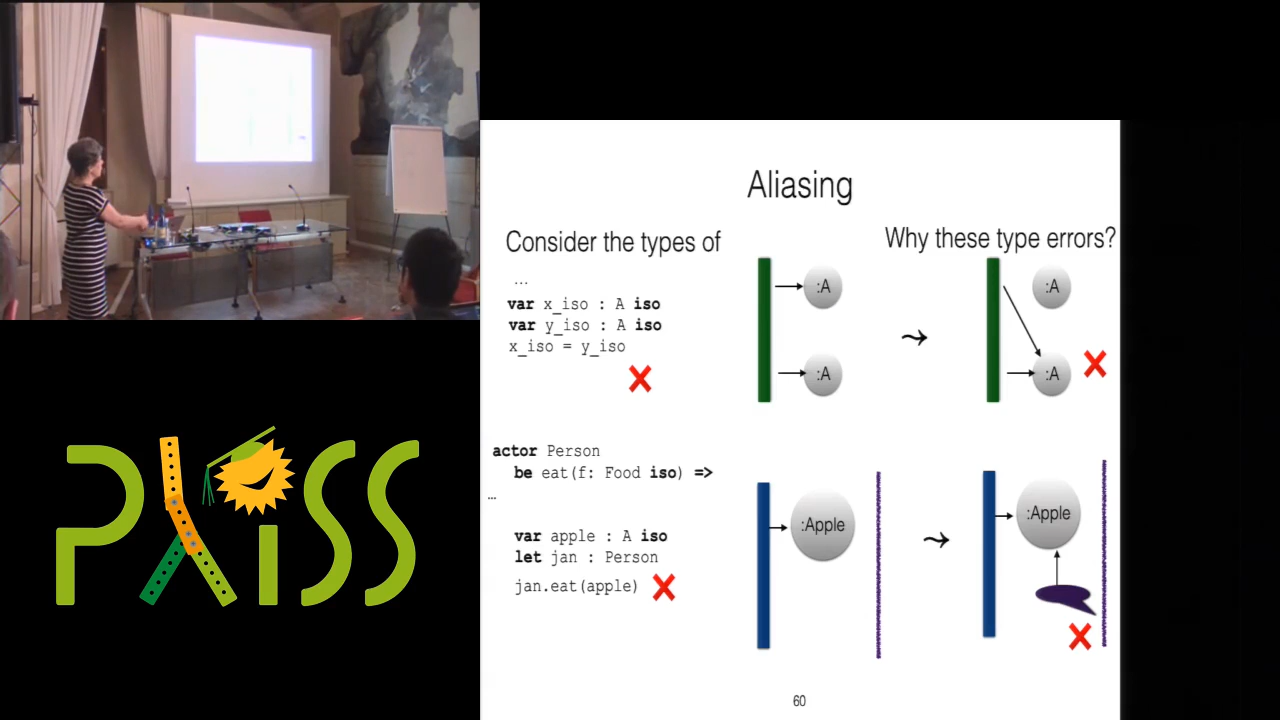 Aliasing
Consider the types of
...
var x_iso : A iso
var y_iso : A iso
x_iso = y_iso
actor Person
be eat(f: Food iso) =>
...
var apple : A iso
let jan : Person
jan.eat(apple)
Why these type errors?
:A
:A
:A
:A
:Apple
:Apple
60
PLISS